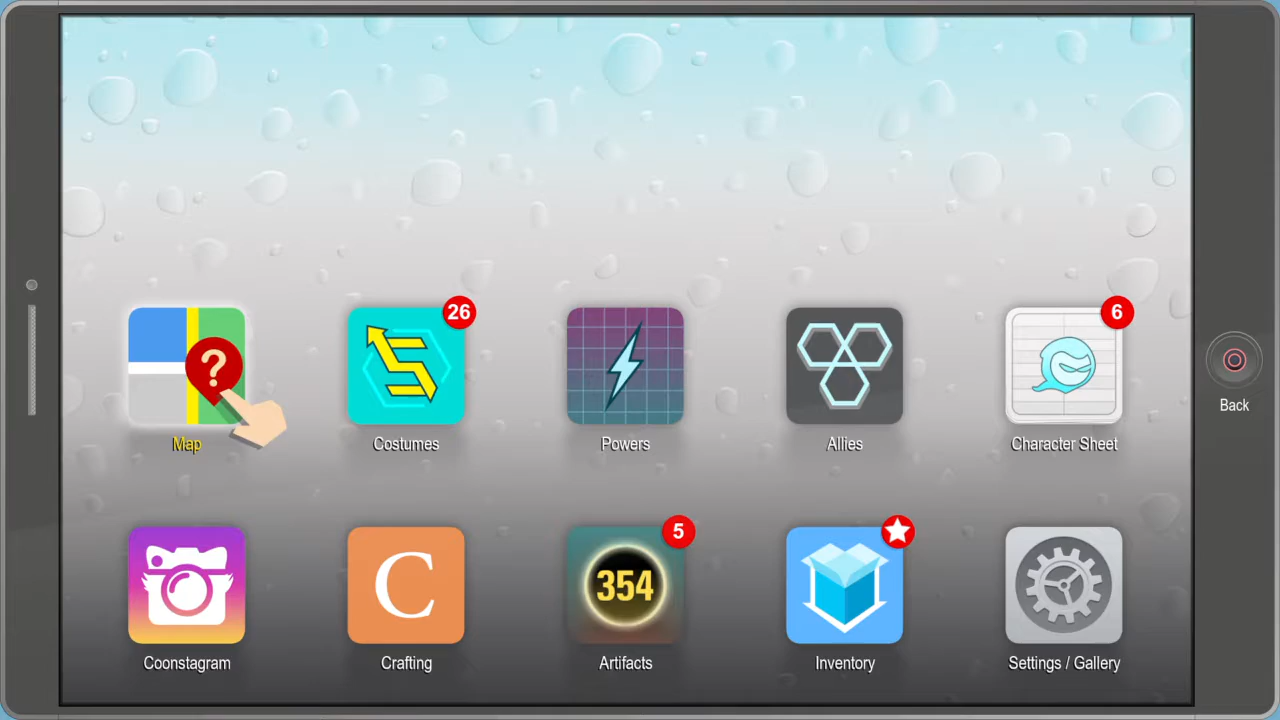 26
6
?
Map
Costumes
Powers
Allies
Character Sheet
Back
5
C
354
Coonstagram
Crafting
Artifacts
Inventory
Settings / Gallery